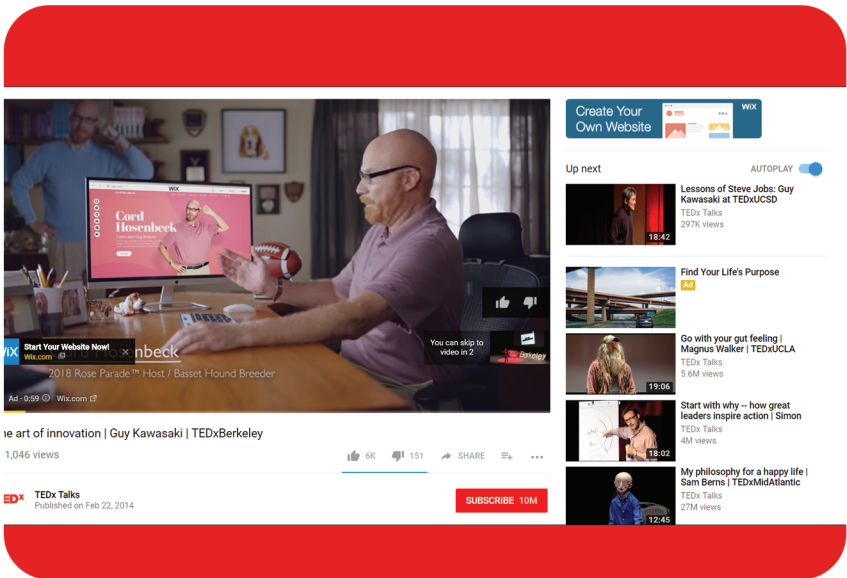 WiX
Cord
Hosenbeck
Start Your Website Now!
Wix.com
nbeck
2018 Rose Parade™ Host / Basset Hound Breeder
You can skip to
video in 2
Berkeley
Ad · 0:59
Wix.com
e art of innovation | Guy Kawasaki | TEDxBerkeley
1,046 views
6K
151
SHARE
EDx
TEDx Talks
Published on Feb 22, 2014
SUBSCRIBE 10M
Create Your
Own Website
WiX
Up next
AUTOPLAY
18:42
Lessons of Steve Jobs: Guy
Kawasaki at TEDxUCSD
TEDx Talks
297K views
Find Your Life's Purpose
Ad
19:06
Go with your gut feeling |
Magnus Walker | TEDxUCLA
TEDx Talks
5.6M views
18:02
Start with why -- how great
leaders inspire action | Simon
TEDx Talks
4M views
12:45
My philosophy for a happy life |
Sam Berns | TEDxMidAtlantic
TEDx Talks
27M views